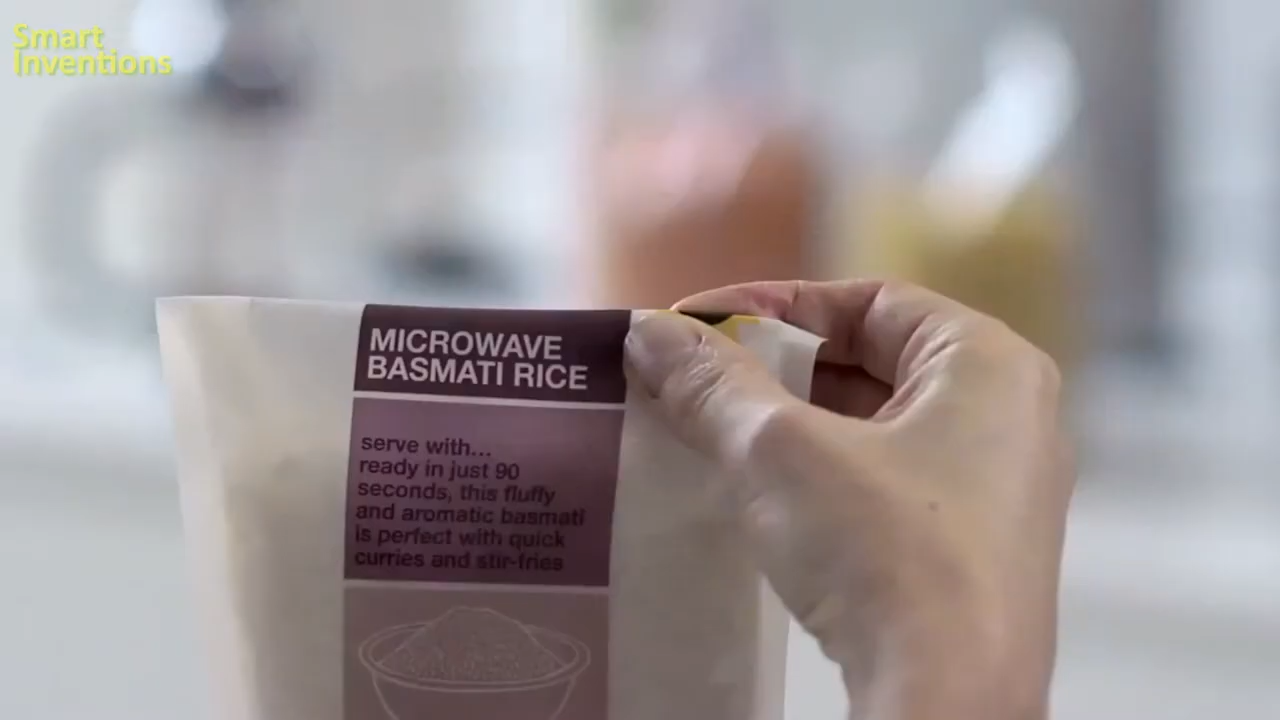 Smart
Inventions
MICROWAVE
BASMATI RICE
serve with...
ready in just 90
seconds, this fluffy
and aromatic basmati
is perfect with quick
curries and stir-fries